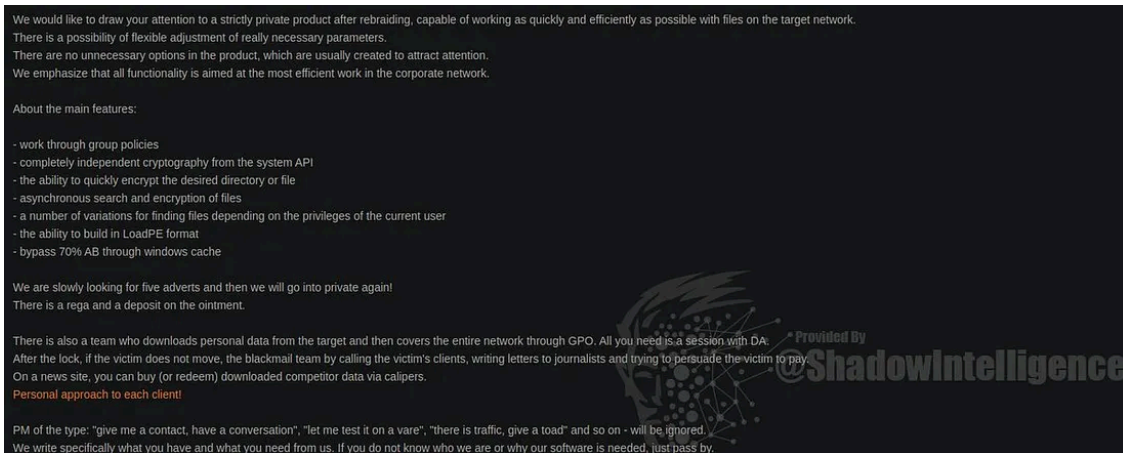 We would like to draw your attention to a strictly private product after rebraiding, capable of working as quickly and efficiently as possible with files on the target network.
There is a possibility of flexible adjustment of really necessary parameters.
There are no unnecessary options in the product, which are usually created to attract attention.
We emphasize that all functionality is aimed at the most efficient work in the corporate network.
About the main features:
- work through group policies
- completely independent cryptography from the system API
- the ability to quickly encrypt the desired directory or file
- asynchronous search and encryption of files
- a number of variations for finding files depending on the privileges of the current user
- the ability to build in LoadPE format
- bypass 70% AB through windows cache
We are slowly looking for five adverts and then we will go into private again!
There is a rega and a deposit on the ointment.
There is also a team who downloads personal data from the target and then covers the entire network through GPO. All you need is a session with DA.
After the lock, if the victim does not move, the blackmail team by calling the victim's clients, writing letters to journalists and trying to persuade the victim to pay.
On a news site, you can buy (or redeem) downloaded competitor data via calipers.
Personal approach to each client!
PM of the type: "give me a contact, have a conversation", "let me test it on a vare", "there is traffic, give a toad" and so on - will be ignored.
We write specifically what you have and what you need from us. If you do not know who we are or why our software is needed, just pass by.
Provided By
@ShadowIntelligence